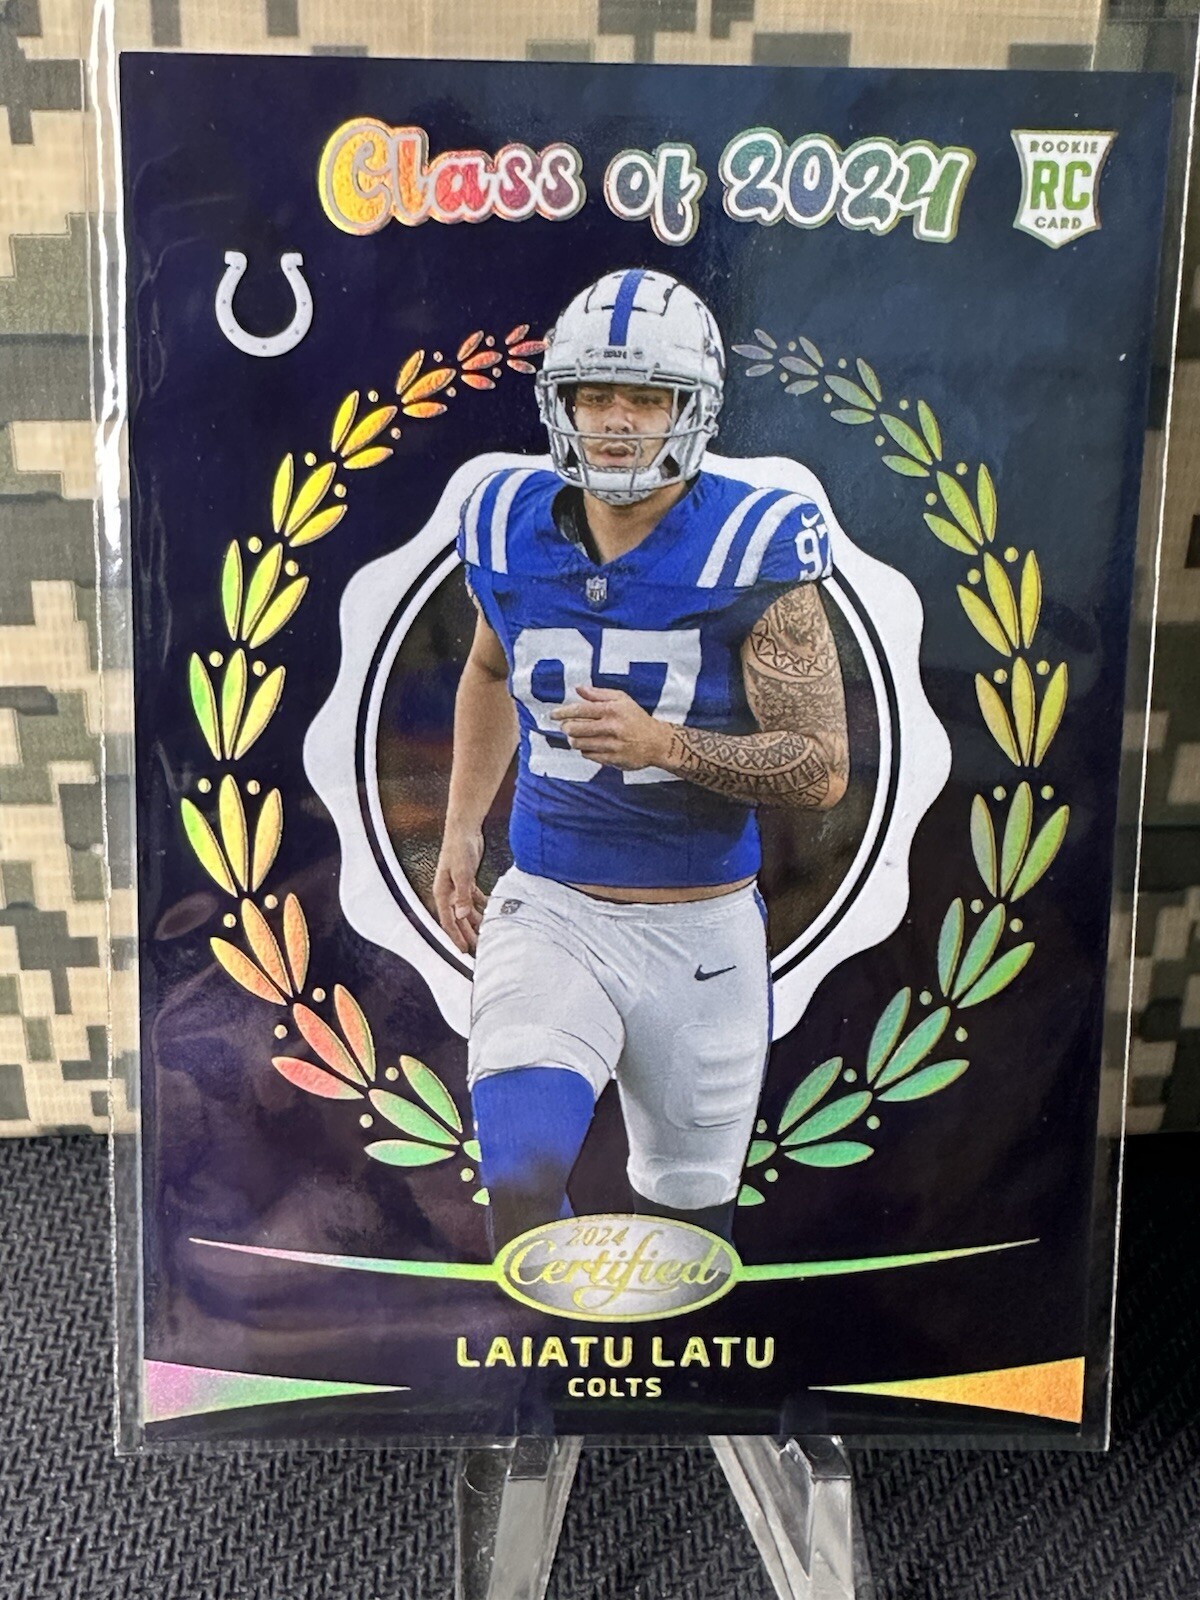 Class of 2024
ROOKIE
RC
CARD
97
97
2024
Certified
LAIATU LATU
COLTS